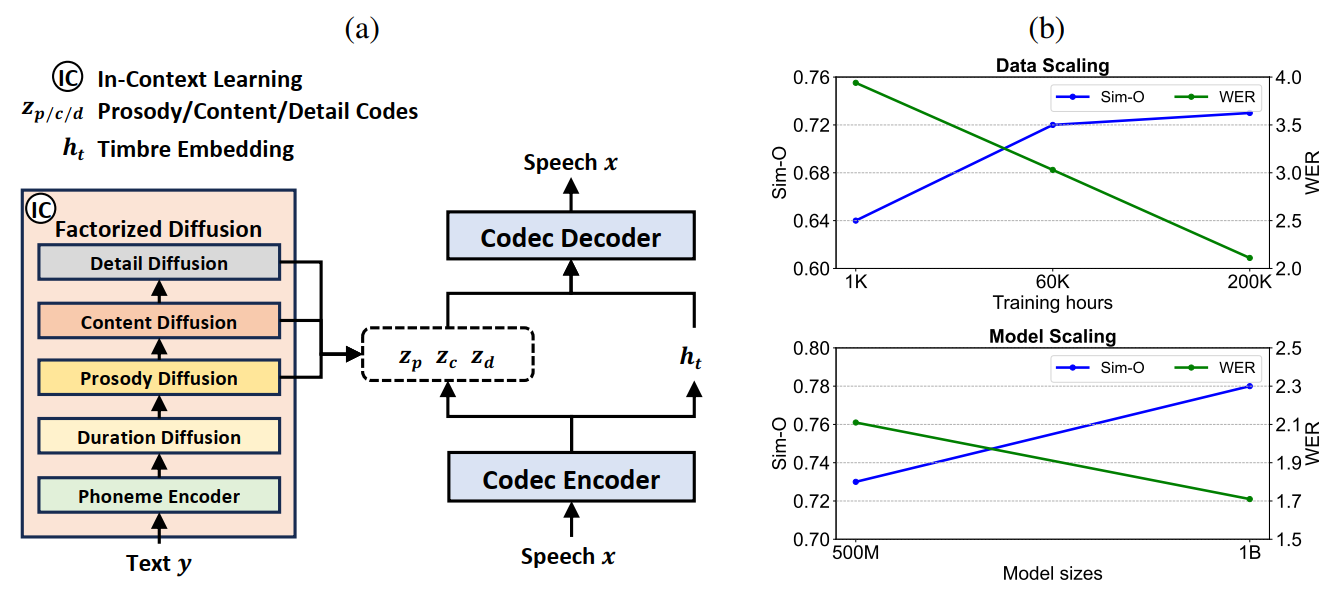 (a)
IC In-Context Learning
z_{p/c/d} Prosody/Content/Detail Codes
h_t Timbre Embedding
IC
Factorized Diffusion
Detail Diffusion
Content Diffusion
Prosody Diffusion
Duration Diffusion
Phoneme Encoder
Text y
Speech x
Codec Decoder
z_p z_c z_d
h_t
Codec Encoder
Speech x
(b)
Data Scaling
Sim-O WER
0.76
0.72
0.68
0.64
0.60
Sim-O
4.0
3.5
3.0
2.5
2.0
WER
1K 60K 200K
Training hours
Model Scaling
Sim-O WER
0.80
0.78
0.76
0.74
0.72
0.70
Sim-O
2.5
2.3
2.1
1.9
1.7
1.5
WER
500M 1B
Model sizes